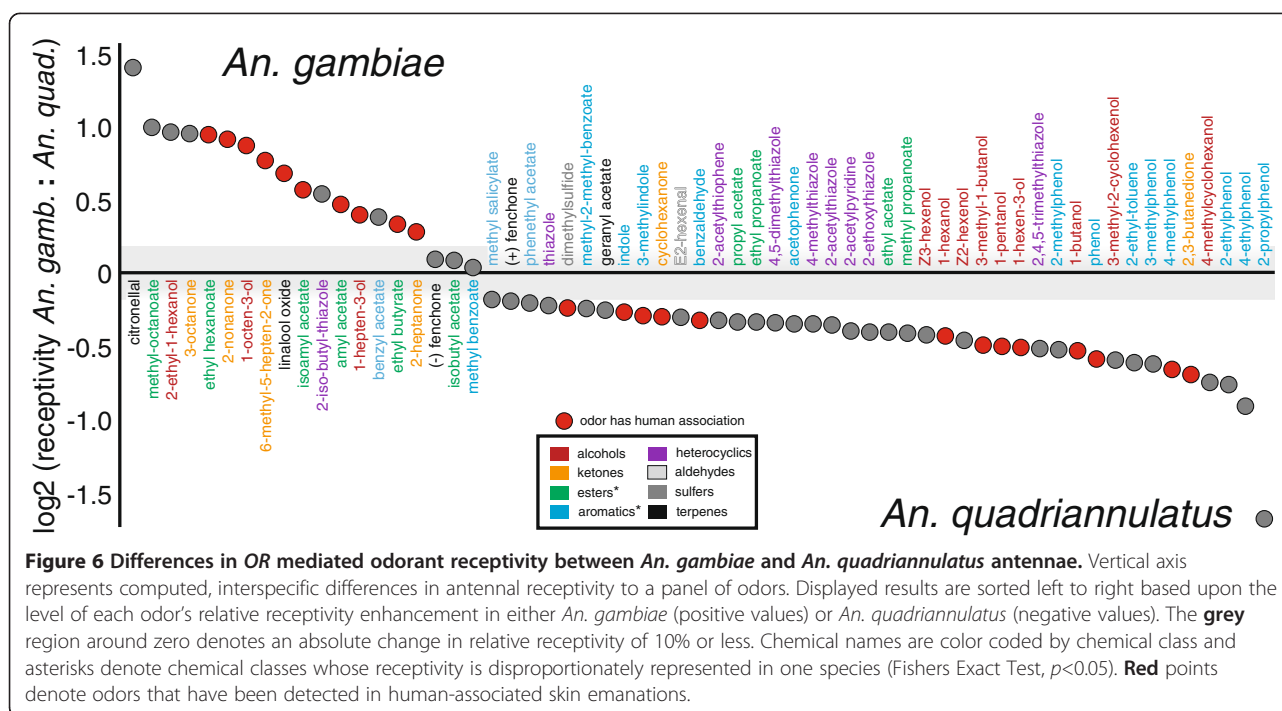 An. gambiae
log2 (receptivity An. gamb. : An. quad.)
1.5
1.0
0.5
0
-0.5
-1.0
-1.5
citronellal
methyl-octanoate
2-ethyl-1-hexanol
3-octanone
ethyl hexanoate
2-nonanone
1-octen-3-ol
6-methyl-5-hepten-2-one
linalool oxide
isoamyl acetate
2-iso-butyl-thiazole
amyl acetate
1-hepten-3-ol
benzyl acetate
ethyl butyrate
2-heptanone
(-) fenchone
isobutyl acetate
methyl benzoate
methyl salicylate
(+) fenchone
phenethyl acetate
thiazole
dimethylsulfide
methyl-2-methyl-benzoate
geranyl acetate
indole
3-methylindole
cyclohexanone
E2-hexenal
benzaldehyde
2-acetylthiophene
propyl acetate
ethyl propanoate
4,5-dimethylthiazole
acetophenone
4-methylthiazole
2-acetylthiazole
2-acetylpyridine
2-ethoxythiazole
ethyl acetate
methyl propanoate
Z3-hexenol
1-hexanol
Z2-hexenol
3-methyl-1-butanol
1-pentanol
1-hexen-3-ol
2,4,5-trimethylthiazole
2-methylphenol
1-butanol
phenol
3-methyl-2-cyclohexenol
2-ethyl-toluene
3-methylphenol
4-methylphenol
2,3-butanedione
4-methylcyclohexanol
2-ethylphenol
4-ethylphenol
2-propylphenol
odor has human association
alcohols
ketones
esters*
aromatics*
heterocyclics
aldehydes
sulfers
terpenes
An. quadriannulatus
Figure 6 Differences in OR mediated odorant receptivity between An. gambiae and An. quadriannulatus antennae. Vertical axis
represents computed, interspecific differences in antennal receptivity to a panel of odors. Displayed results are sorted left to right based upon the
level of each odor's relative receptivity enhancement in either An. gambiae (positive values) or An. quadriannulatus (negative values). The grey
region around zero denotes an absolute change in relative receptivity of 10% or less. Chemical names are color coded by chemical class and
asterisks denote chemical classes whose receptivity is disproportionately represented in one species (Fishers Exact Test, p<0.05). Red points
denote odors that have been detected in human-associated skin emanations.